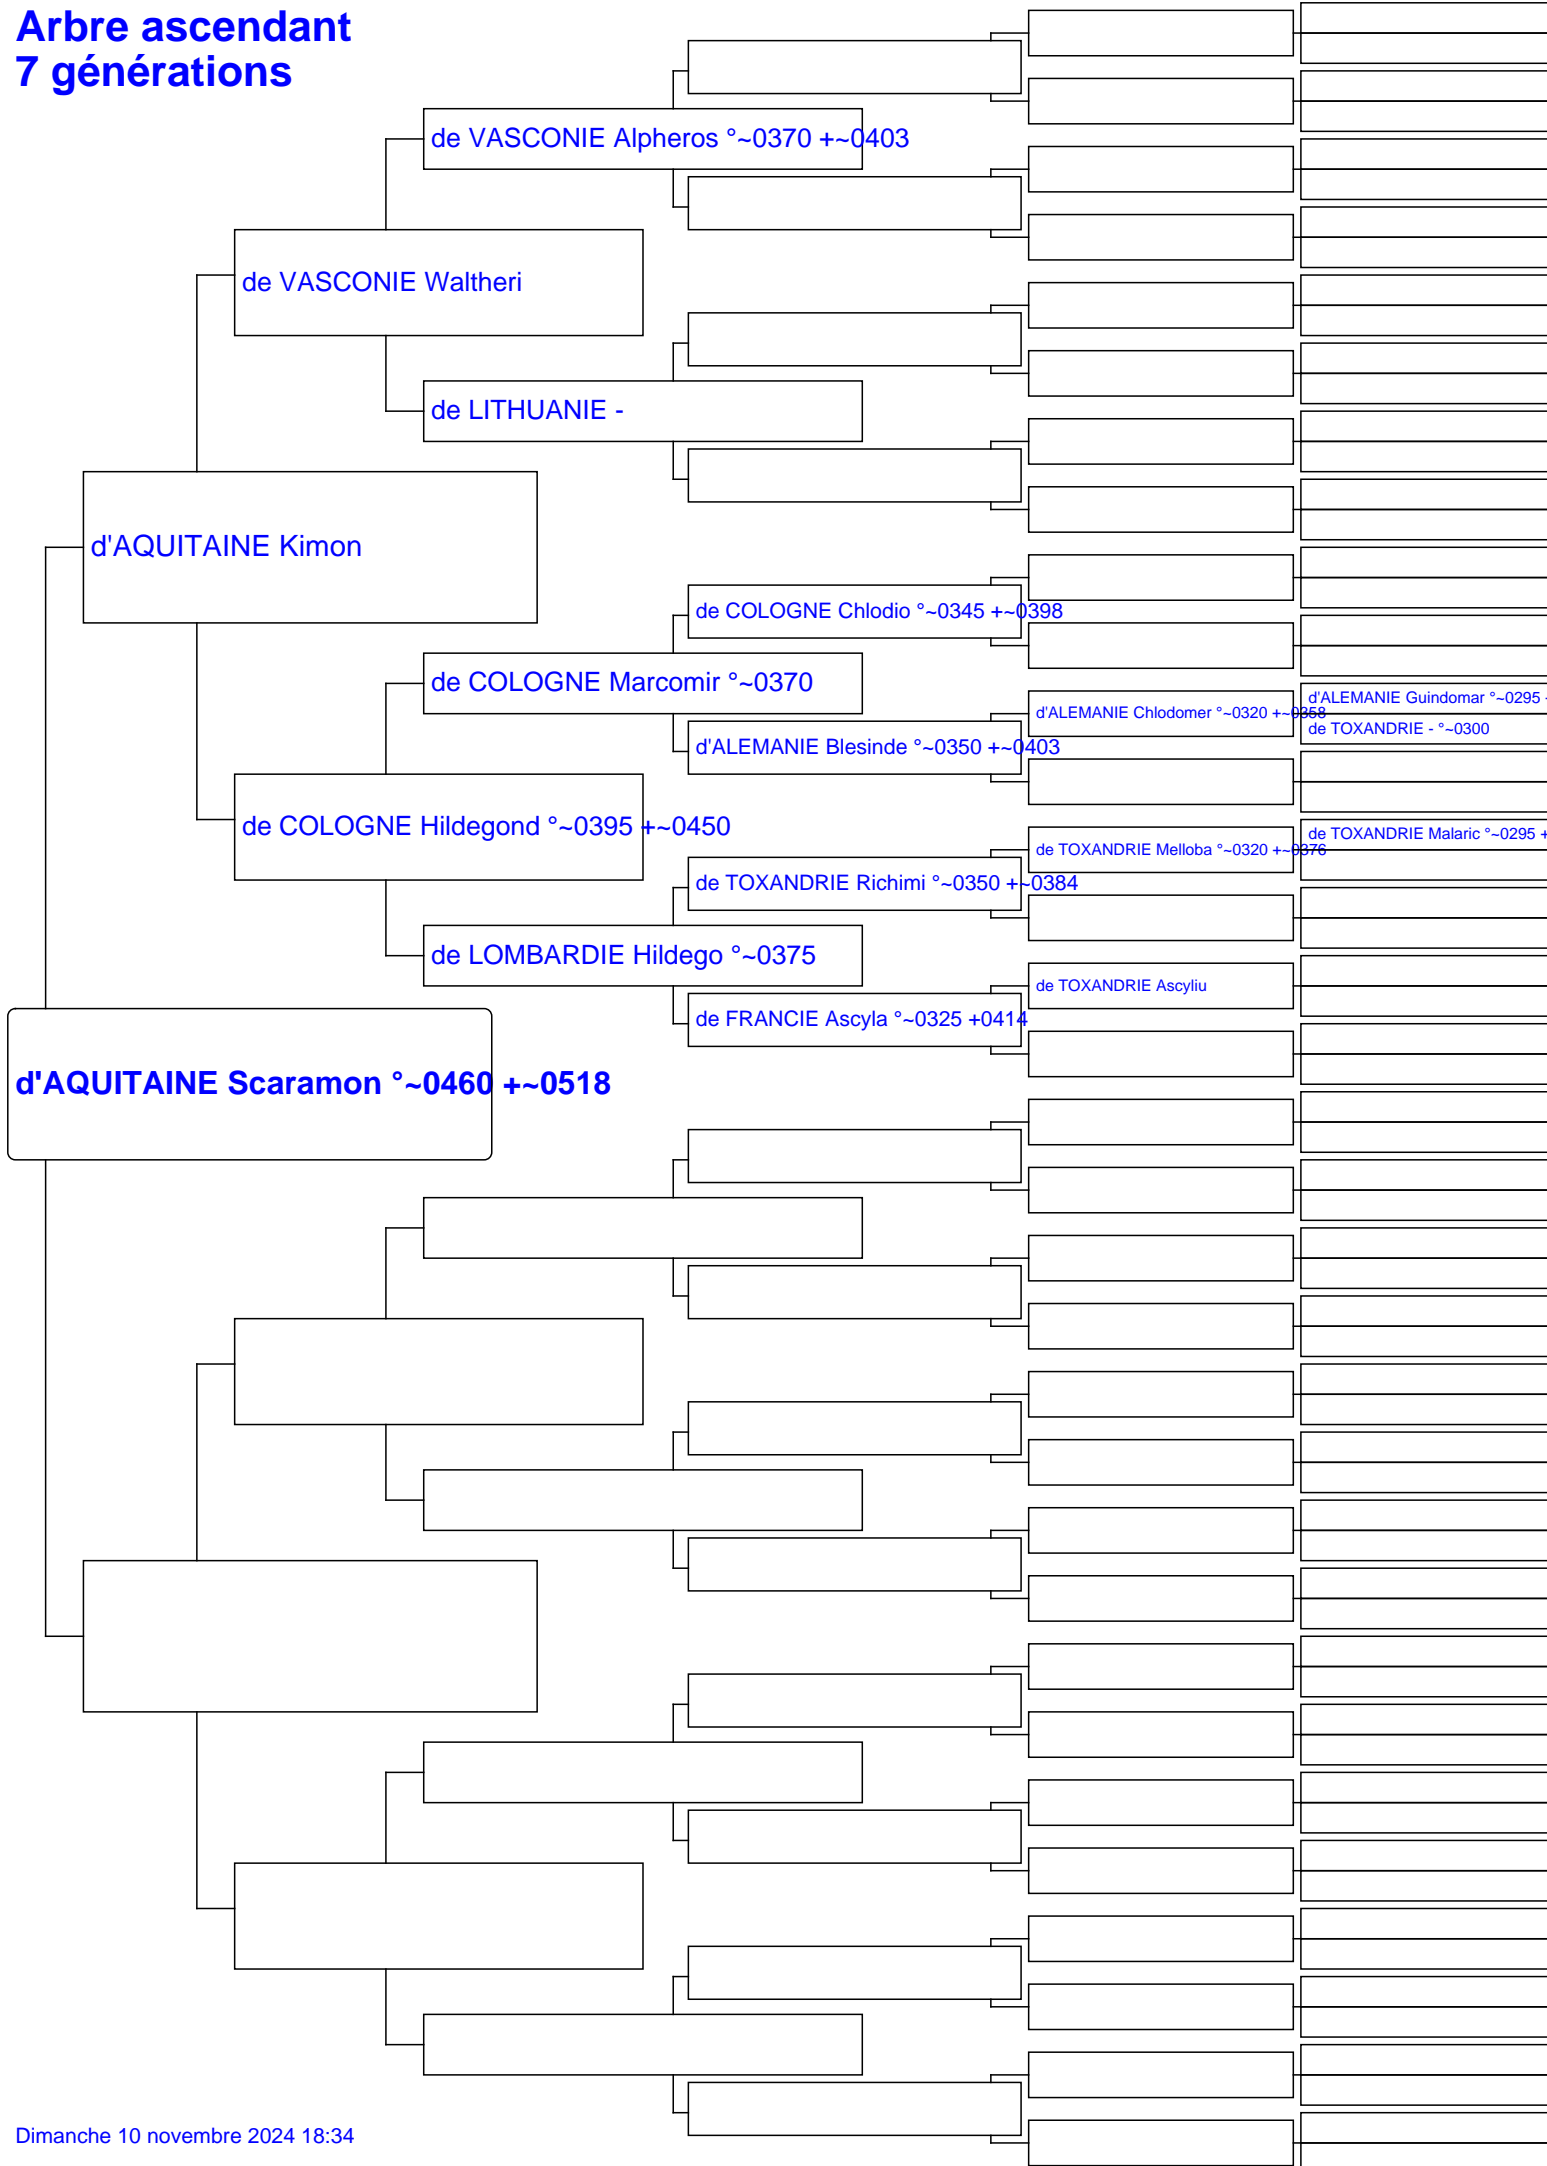 Arbre ascendant
7 générations
de VASCONIE Alpheros °~0370 +~0403
de VASCONIE Waltheri
de LITHUANIE -
d'AQUITAINE Kimon
de COLOGNE Chlodio °~0345 +~0398
de COLOGNE Marcomir °~0370
d'ALEMANIE Guindomar °~0295
d'ALEMANIE Chlodomer °~0320 +~0358
de TOXANDRIE - °~0300
d'ALEMANIE Blesinde °~0350 +~0403
de COLOGNE Hildegond °~0395 +~0450
de TOXANDRIE Malaric °~0295 +
de TOXANDRIE Melloba °~0320 +~0376
de TOXANDRIE Richimi °~0350 +~0384
de LOMBARDIE Hildego °~0375
de TOXANDRIE Ascyliu
de FRANCIE Ascyla °~0325 +0414
d'AQUITAINE Scaramon °~0460 +~0518
Dimanche 10 novembre 2024 18:34